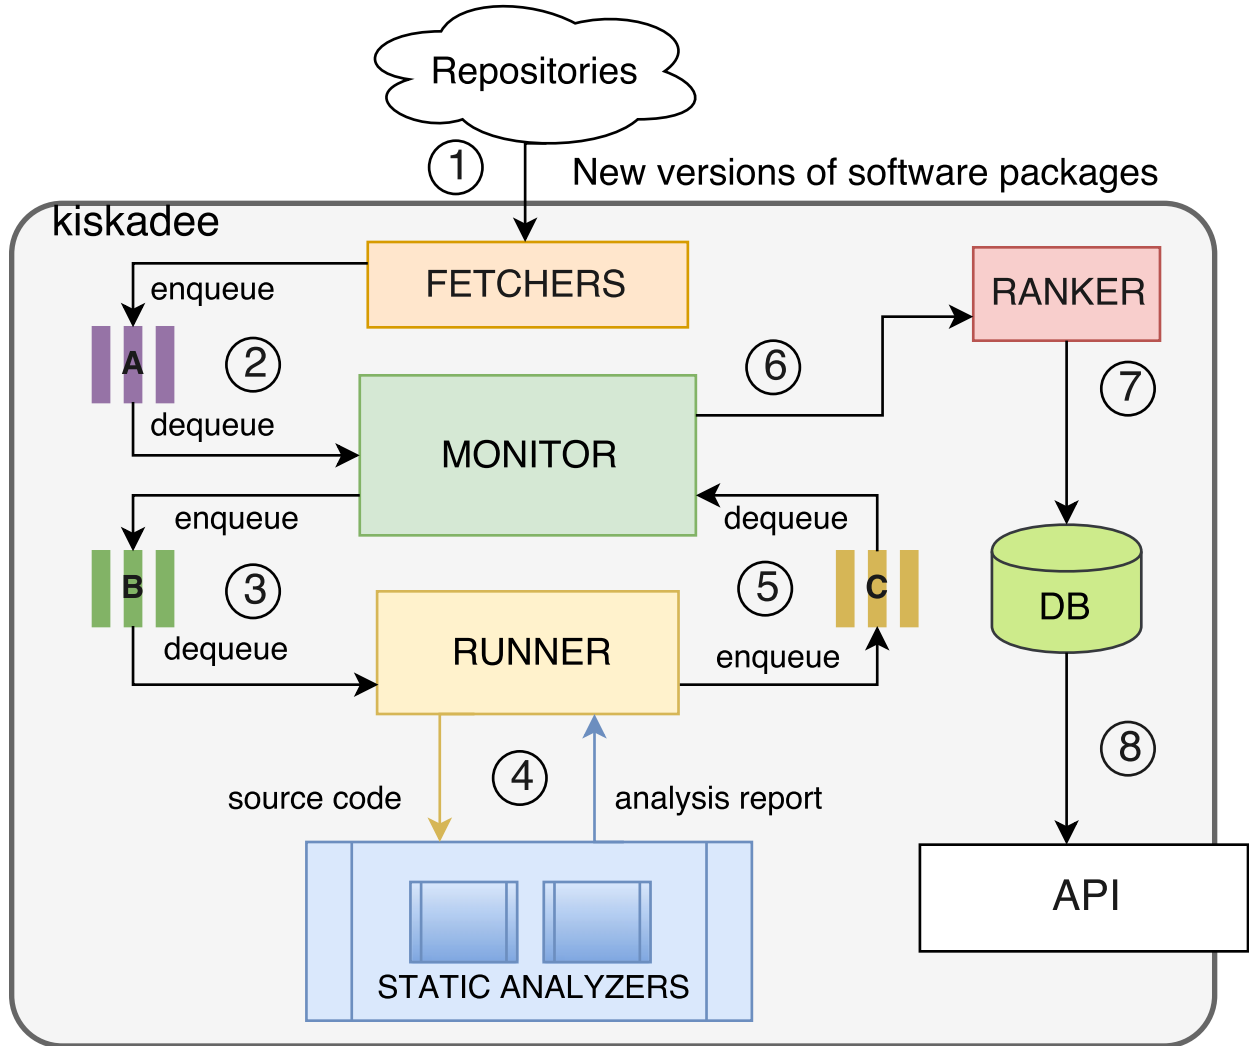 Repositories
1
New versions of software packages
kiskadee
FETCHERS
enqueue
RANKER
A
2
6
7
dequeue
MONITOR
enqueue
dequeue
B
3
5
C
DB
dequeue
RUNNER
enqueue
4
8
source code
analysis report
API
STATIC ANALYZERS